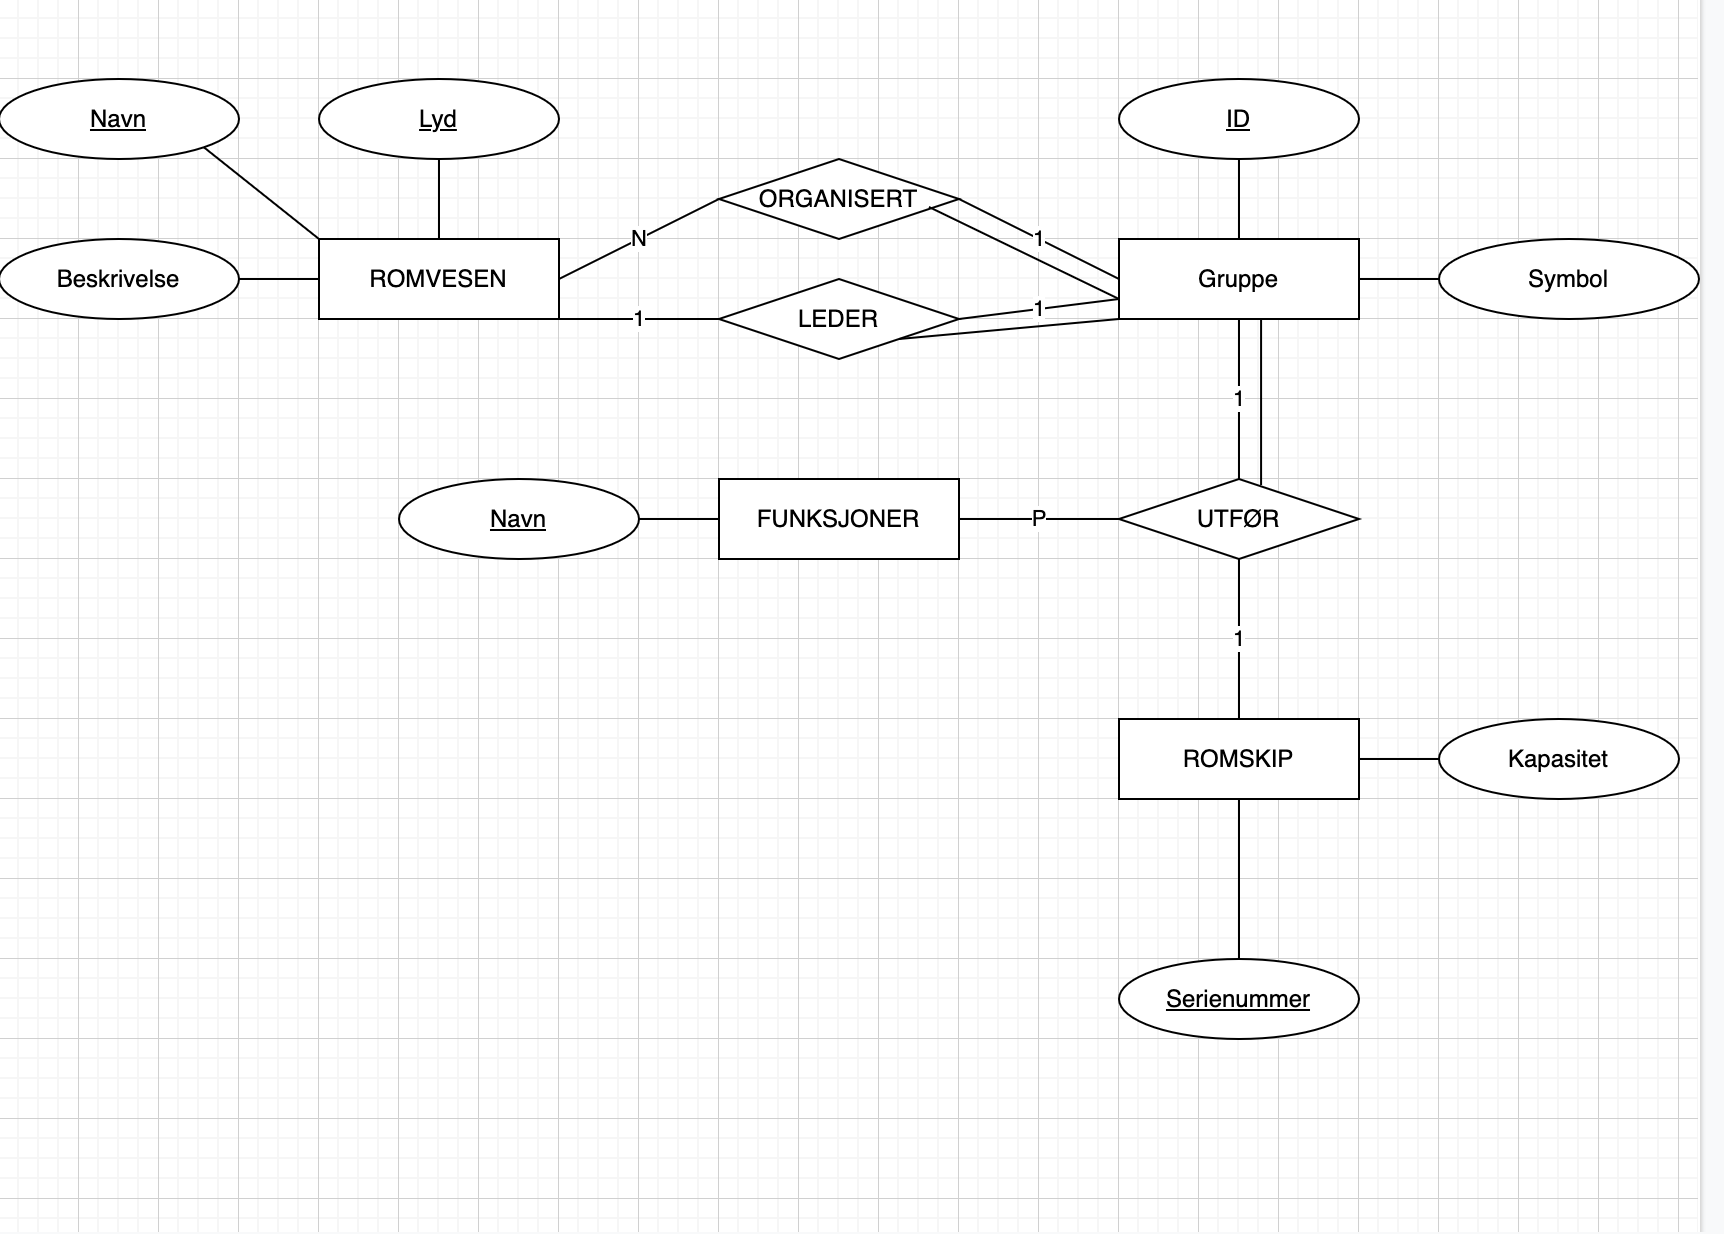 Navn
Lyd
ID
ORGANISERT
N
1
Beskrivelse
ROMVESEN
Gruppe
Symbol
1
LEDER
1
1
Navn
FUNKSJONER
P
UTFØR
1
ROMSKIP
Kapasitet
Serienummer